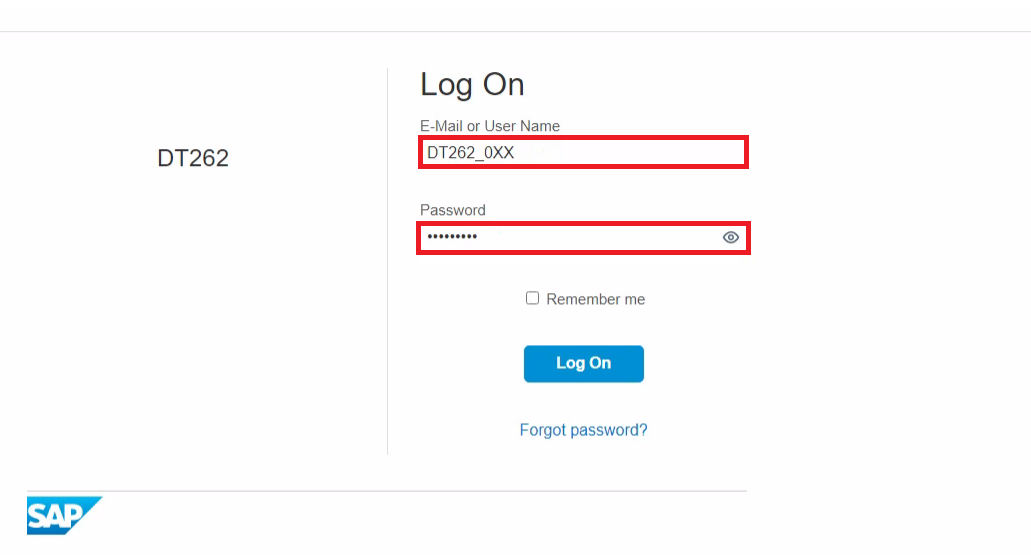 DT262
Log On
E-Mail or User Name
DT262_0XX
Password
•••••••••
Remember me
Log On
Forgot password?
SAP